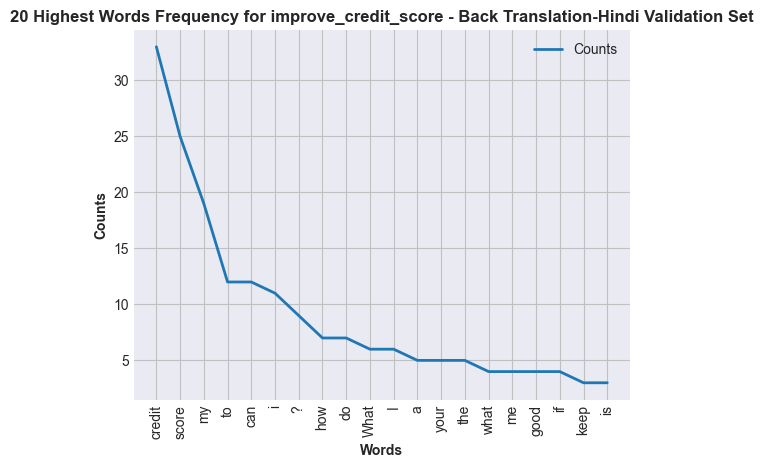 20 Highest Words Frequency for improve_credit_score - Back Translation-Hindi Validation Set
Counts
30
25
20
15
10
5
Counts
credit
score
my
to
can
i
?
how
do
What
I
a
your
the
what
me
good
if
keep
is
Words